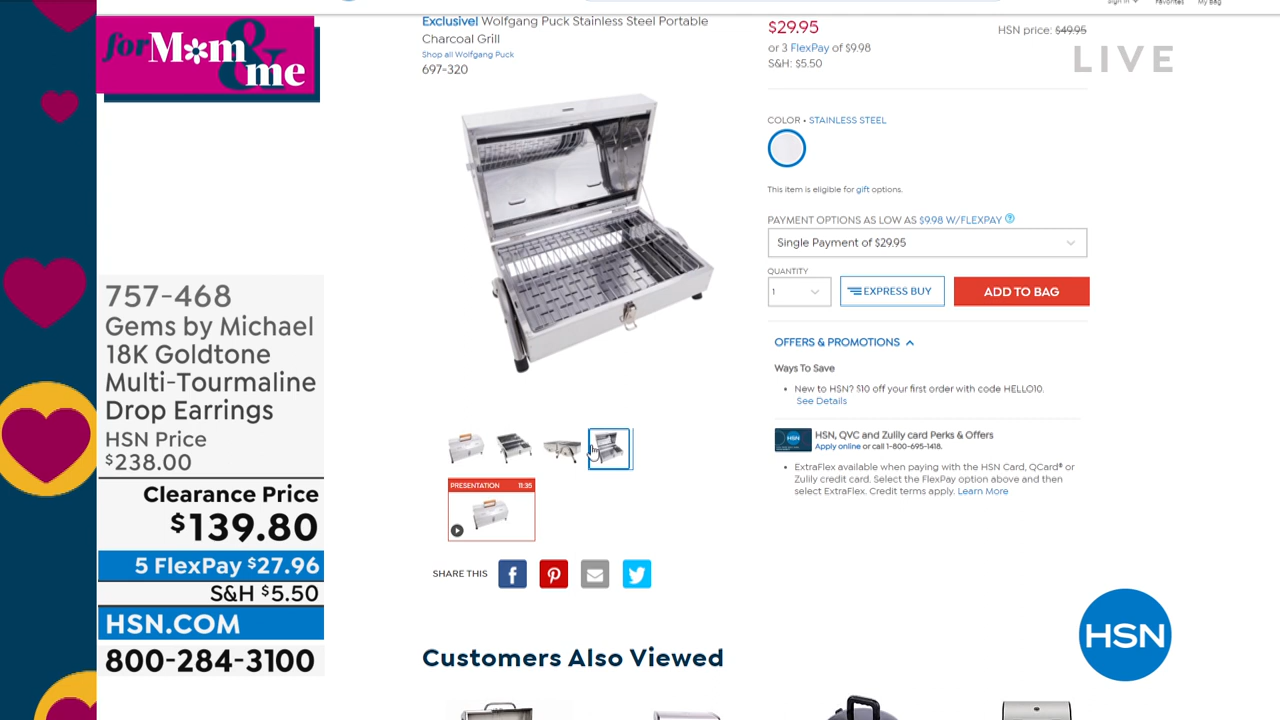 Sign in
Favorites
My Bag
for Mom & me
757-468
Gems by Michael
18K Goldtone
Multi-Tourmaline
Drop Earrings
HSN Price
$238.00
Clearance Price
$139.80
5 FlexPay $27.96
S&H $5.50
HSN.COM
800-284-3100
Exclusive! Wolfgang Puck Stainless Steel Portable
Charcoal Grill
Shop all Wolfgang Puck
697-320
PRESENTATION 11:35
SHARE THIS
Customers Also Viewed
$29.95
HSN price: $49.95
or 3 FlexPay of $9.98
S&H: $5.50
LIVE
COLOR • STAINLESS STEEL
This item is eligible for gift options.
PAYMENT OPTIONS AS LOW AS $9.98 W/FLEXPAY ?
Single Payment of $29.95
QUANTITY
1
EXPRESS BUY
ADD TO BAG
OFFERS & PROMOTIONS
Ways To Save
• New to HSN? $10 off your first order with code HELLO10.
See Details
HSN
HSN, QVC and Zulily card Perks & Offers
Apply online or call 1-800-695-1418.
• ExtraFlex available when paying with the HSN Card, QCard® or
Zulily credit card. Select the FlexPay option above and then
select ExtraFlex. Credit terms apply. Learn More
HSN